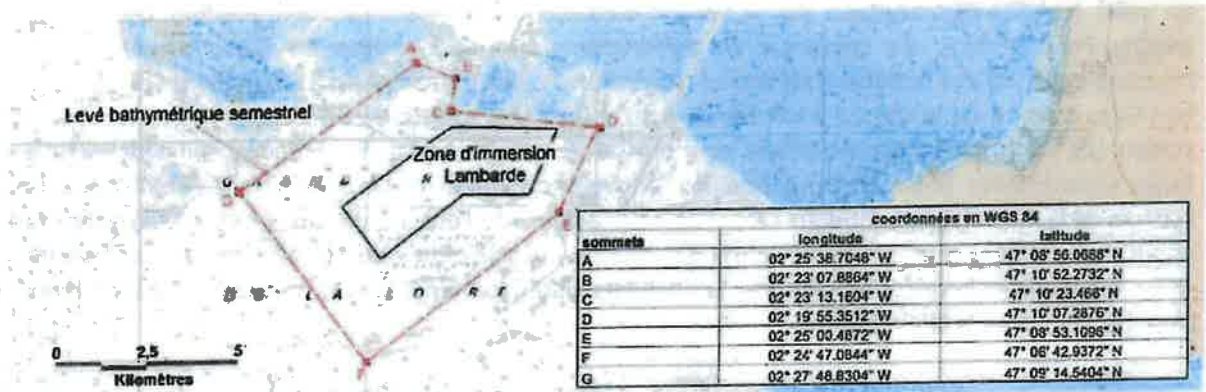 A
B
Levé bathymétrique semestriel
C
D
Zone d'immersion
Lambarde
E
coordonnées en WGS 84
sommets longitude latitude
A 02° 25' 38.7048" W 47° 08' 56.0688" N
B 02° 23' 07.8864" W 47° 10' 52.2732" N
C 02° 23' 13.1604" W 47° 10' 23.466" N
D 02° 19' 55.3512" W 47° 10' 07.2876" N
E 02° 25' 03.4872" W 47° 08' 53.1096" N
F 02° 24' 47.0844" W 47° 06' 42.9372" N
G 02° 27' 48.8304" W 47° 09' 14.5404" N
0 2,5 5
Kilomètres
F